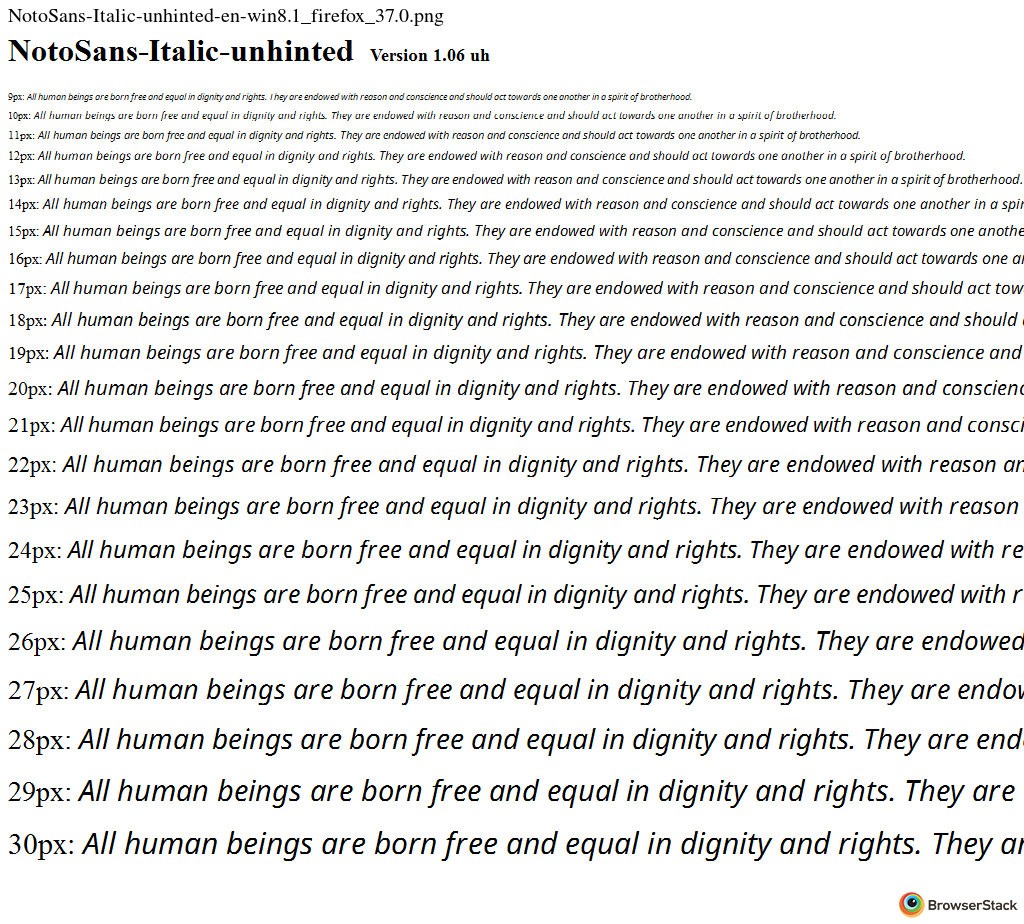 NotoSans-Italic-unhinted-en-win8.1_firefox_37.0.png
NotoSans-Italic-unhinted Version 1.06 uh
9px: All human beings are born free and equal in dignity and rights. They are endowed with reason and conscience and should act towards one another in a spirit of brotherhood.
10px: All human beings are born free and equal in dignity and rights. They are endowed with reason and conscience and should act towards one another in a spirit of brotherhood.
11px: All human beings are born free and equal in dignity and rights. They are endowed with reason and conscience and should act towards one another in a spirit of brotherhood.
12px: All human beings are born free and equal in dignity and rights. They are endowed with reason and conscience and should act towards one another in a spirit of brotherhood.
13px: All human beings are born free and equal in dignity and rights. They are endowed with reason and conscience and should act towards one another in a spirit of brotherhood.
14px: All human beings are born free and equal in dignity and rights. They are endowed with reason and conscience and should act towards one another in a spir
15px: All human beings are born free and equal in dignity and rights. They are endowed with reason and conscience and should act towards one anothe
16px: All human beings are born free and equal in dignity and rights. They are endowed with reason and conscience and should act towards one ar
17px: All human beings are born free and equal in dignity and rights. They are endowed with reason and conscience and should act tow
18px: All human beings are born free and equal in dignity and rights. They are endowed with reason and conscience and should
19px: All human beings are born free and equal in dignity and rights. They are endowed with reason and conscience and
20px: All human beings are born free and equal in dignity and rights. They are endowed with reason and conscienc
21px: All human beings are born free and equal in dignity and rights. They are endowed with reason and consci
22px: All human beings are born free and equal in dignity and rights. They are endowed with reason ar
23px: All human beings are born free and equal in dignity and rights. They are endowed with reason
24px: All human beings are born free and equal in dignity and rights. They are endowed with re
25px: All human beings are born free and equal in dignity and rights. They are endowed with r
26px: All human beings are born free and equal in dignity and rights. They are endowed
27px: All human beings are born free and equal in dignity and rights. They are endov
28px: All human beings are born free and equal in dignity and rights. They are end
29px: All human beings are born free and equal in dignity and rights. They are
30px: All human beings are born free and equal in dignity and rights. They ar
BrowserStack